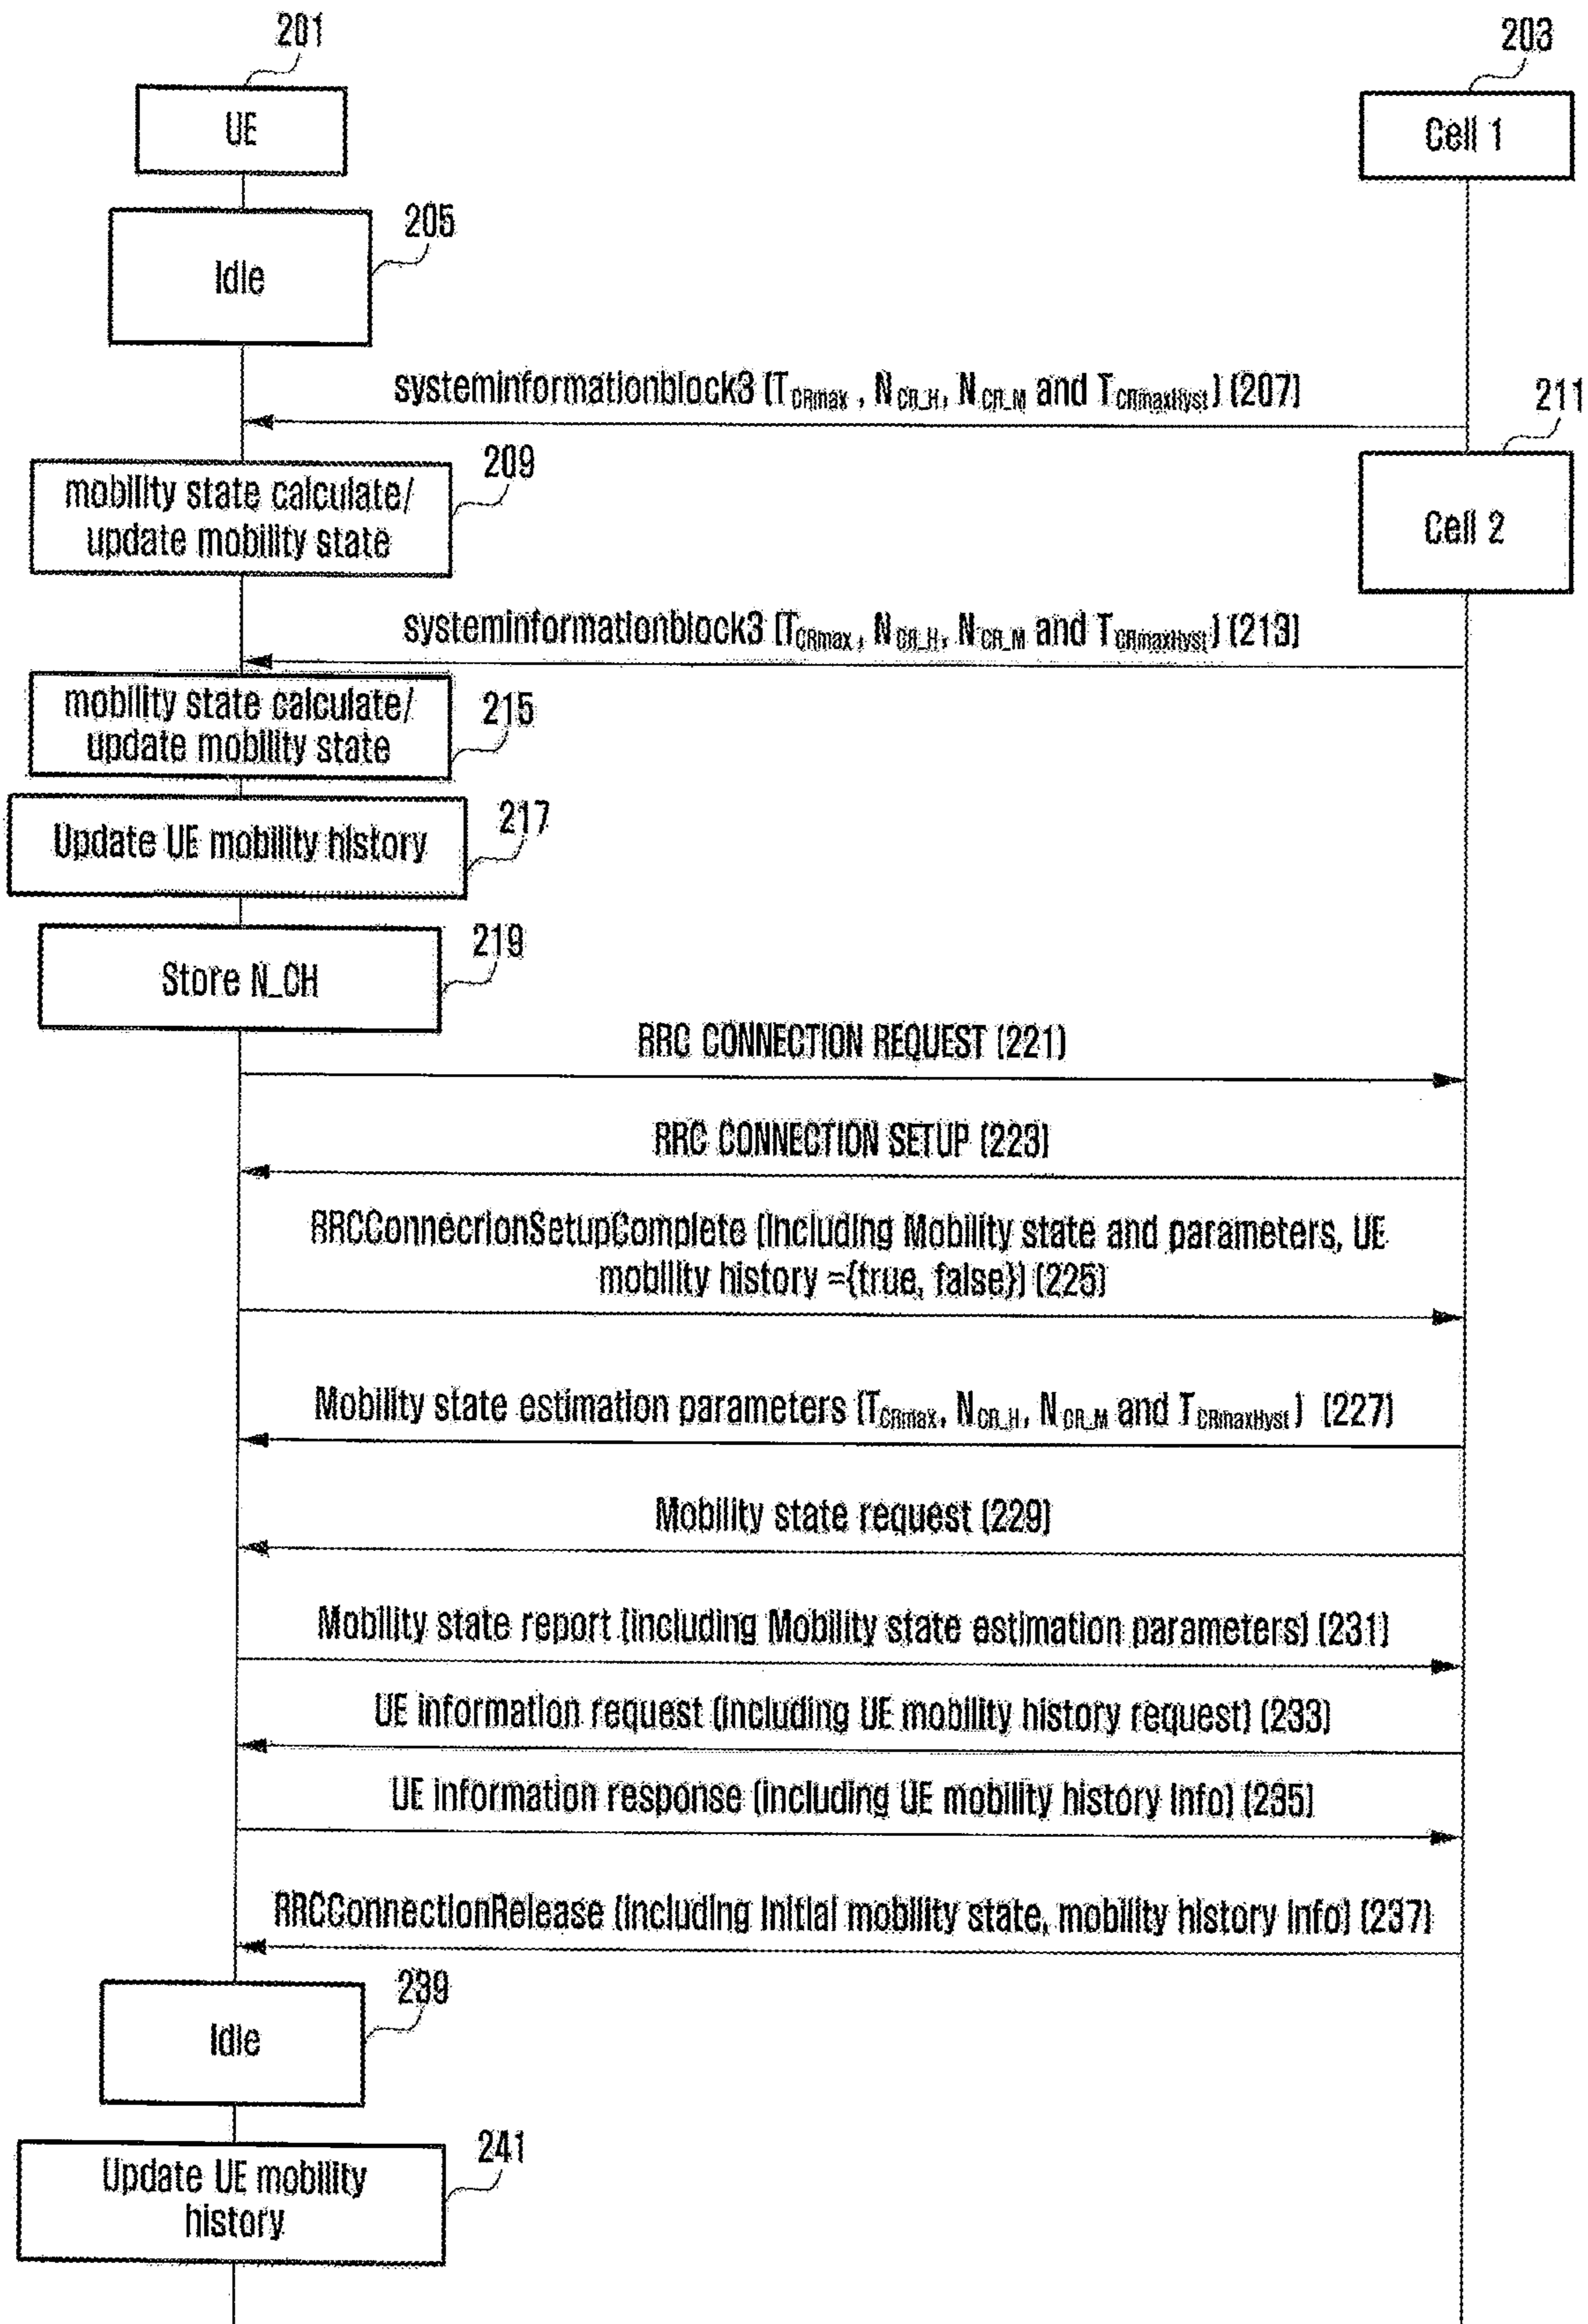 201
203
UE
Cell 1
205
Idle
systeminformationblock3 (TCRmax, NCR_H, NCR_M and TCRmaxHyst) (207)
211
209
mobility state calculate/
update mobility state
Cell 2
systeminformationblock3 (TCRmax, NCR_H, NCR_M and TCRmaxHyst) (213)
215
mobility state calculate/
update mobility state
217
Update UE mobility history
219
Store N_CH
RRC CONNECTION REQUEST (221)
RRC CONNECTION SETUP (223)
RRCConnecrionSetupComplete (including Mobility state and parameters, UE
mobility history ={true, false}) (225)
Mobility state estimation parameters (TCRmax, NCR_H, NCR_M and TCRmaxHyst) (227)
Mobility state request (229)
Mobility state report (including Mobility state estimation parameters) (231)
UE information request (including UE mobility history request) (233)
UE information response (including UE mobility history Info) (235)
RRCConnectionRelease (including Initial mobility state, mobility history Info) (237)
239
Idle
241
Update UE mobility
history